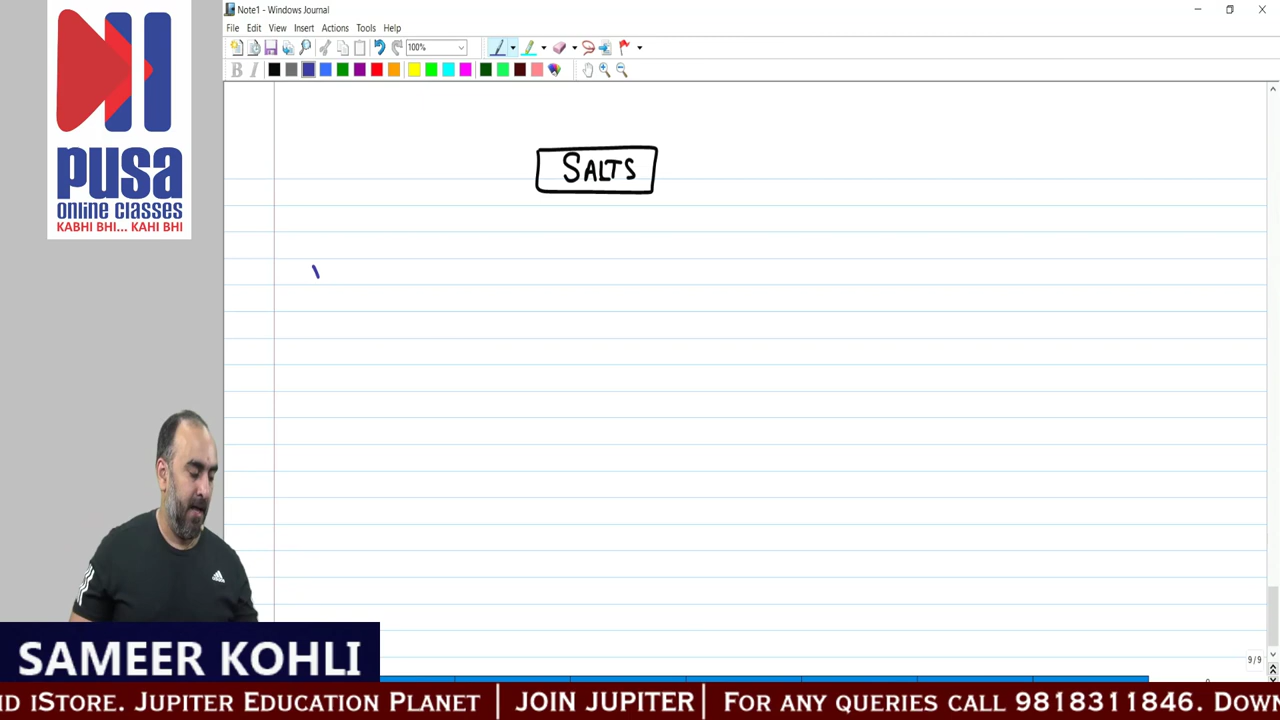 Note1 - Windows Journal
File Edit View Insert Actions Tools Help
100%
B I
PUSA
ONLINE CLASSES
KABHI BHI... KAHI BHI
SALTS
9/9
SAMEER KOHLI
ID iSTORE. JUPITER EDUCATION PLANET | JOIN JUPITER | FOR ANY QUERIES CALL 9818311846. DOWN